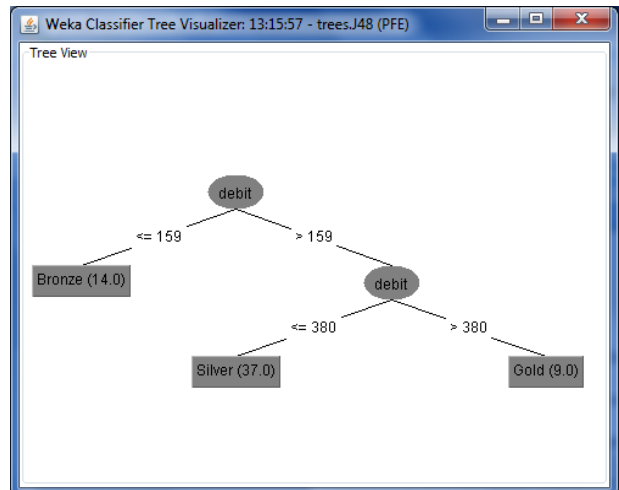 Weka Classifier Tree Visualizer: 13:15:57 - trees.J48 (PFE)
Tree View
debit
<= 159
> 159
Bronze (14.0)
debit
<= 380
> 380
Silver (37.0)
Gold (9.0)